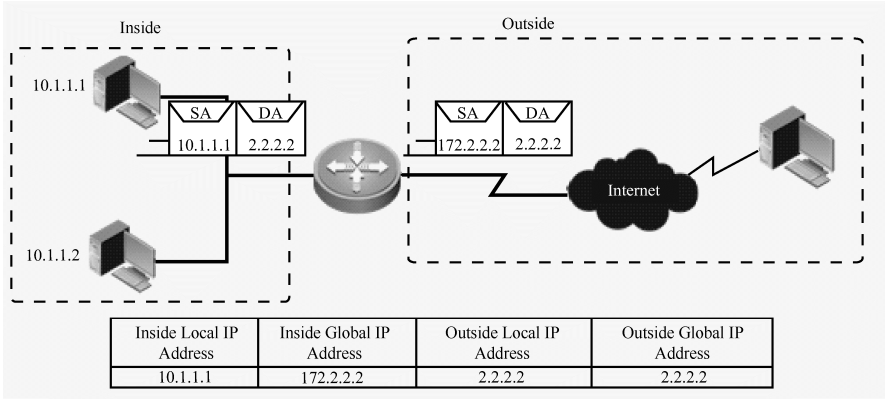 Inside
Outside
10.1.1.1
SA
DA
10.1.1.1
2.2.2.2
SA
DA
172.2.2.2
2.2.2.2
Internet
10.1.1.2
Inside Local IP Address
Inside Global IP Address
Outside Local IP Address
Outside Global IP Address
10.1.1.1
172.2.2.2
2.2.2.2
2.2.2.2